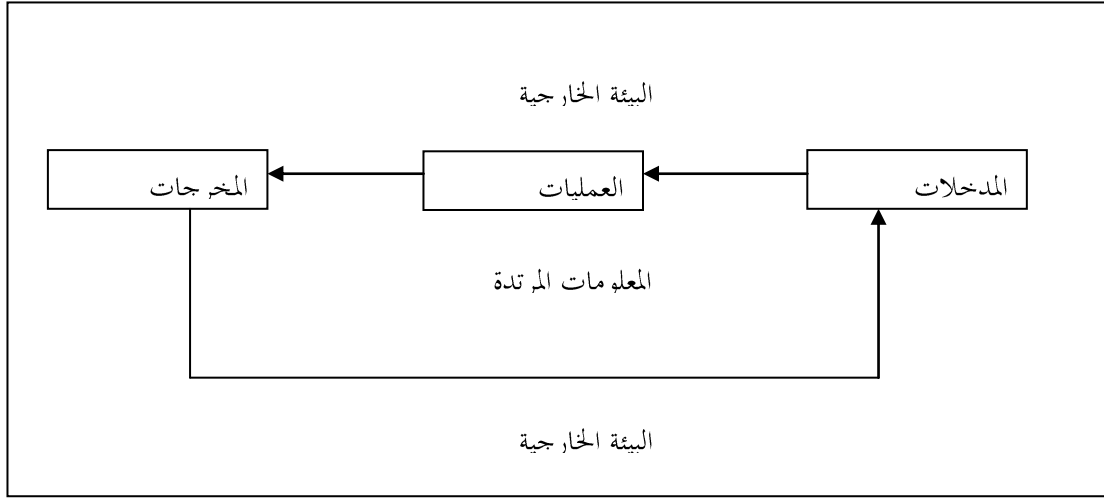 البيئة الخارجية
المدخلات
العمليات
المخرجات
المعلومات المرتدة
البيئة الخارجية